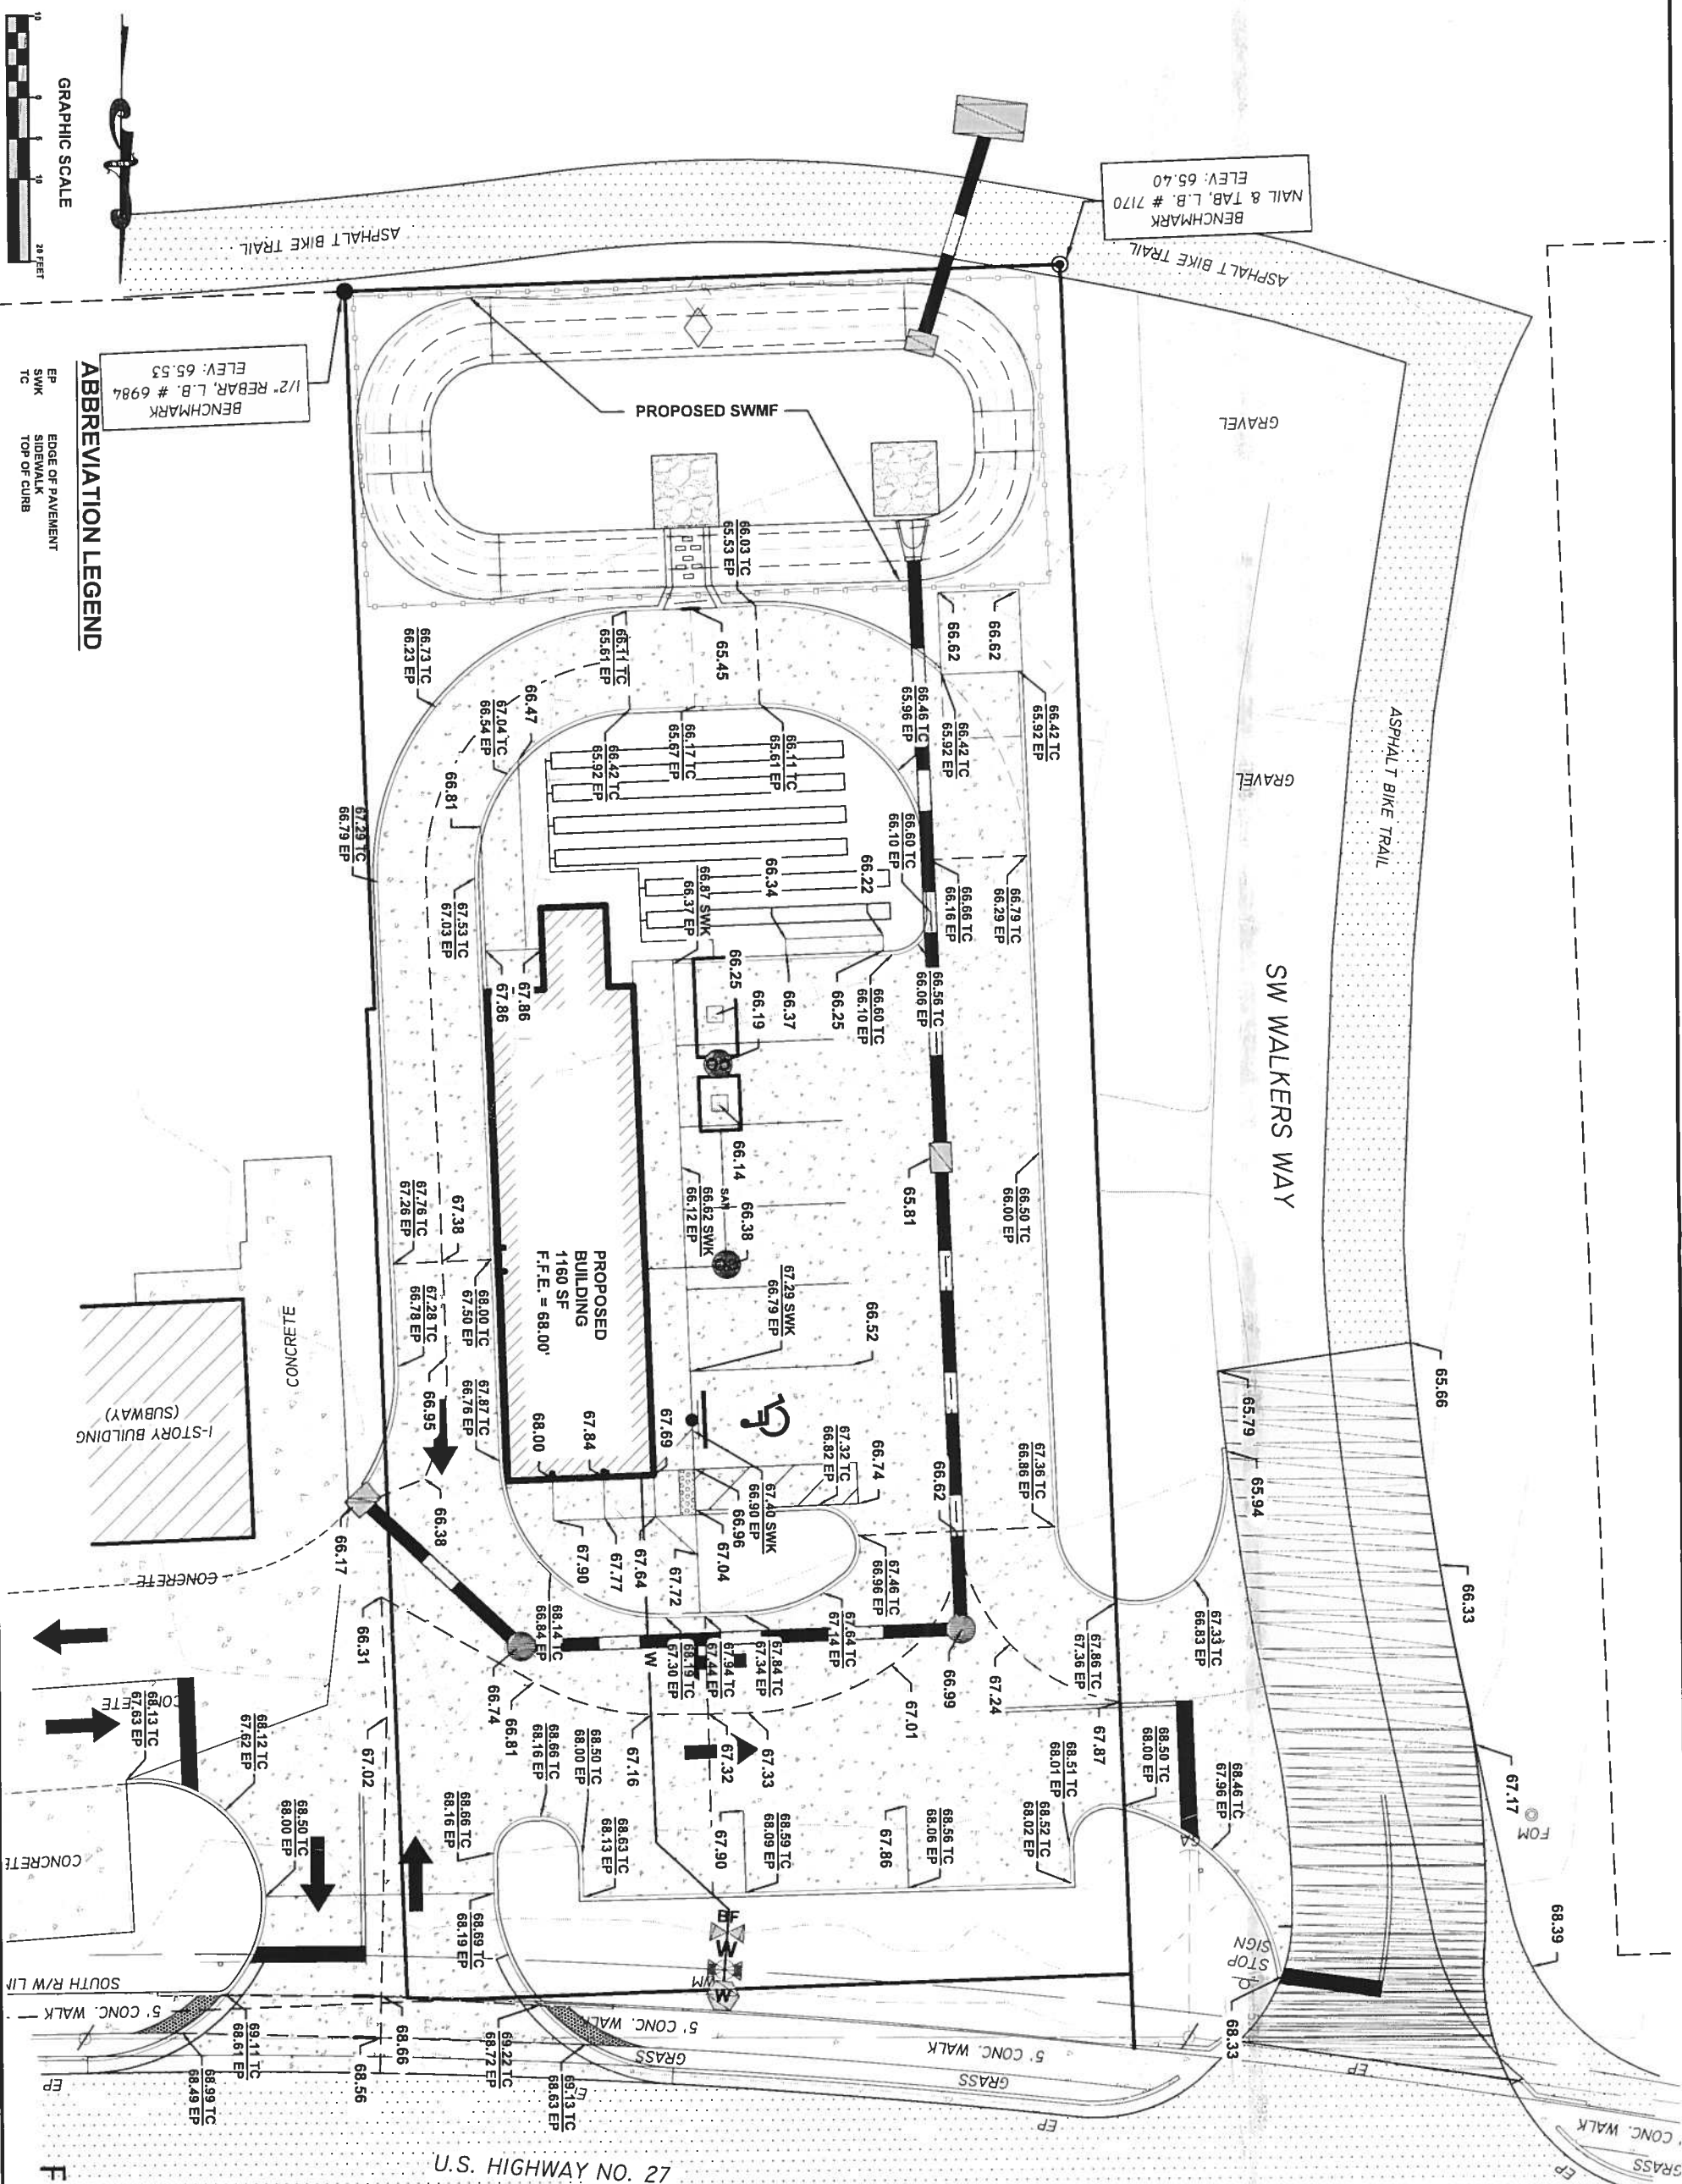 GRAPHIC SCALE
10
0
5
10
20 FEET
ABBREVIATION LEGEND
EP EDGE OF PAVEMENT
SWK SIDEWALK
TC TOP OF CURB
BENCHMARK
NAIL & TAB, L.B. # 7170
ELEV: 65.40
BENCHMARK
1/2" REBAR, L.B. # 6984
ELEV: 65.53
ASPHALT BIKE TRAIL
ASPHALT BIKE TRAIL
ASPHALT BIKE TRAIL
ASPHALT BIKE TRAIL
GRAVEL
GRAVEL
SW WALKERS WAY
PROPOSED SWMF
66.03 TC
65.53 EP
65.45
66.62
66.62
66.42 TC
65.92 EP
66.42 TC
65.92 EP
66.46 TC
65.96 EP
66.11 TC
65.61 EP
66.73 TC
66.23 EP
66.47
67.04 TC
66.54 EP
66.42 TC
65.92 EP
66.17 TC
65.67 EP
66.11 TC
65.61 EP
66.81
67.29 TC
66.79 EP
67.53 TC
67.03 EP
66.60 TC
66.10 EP
66.22
66.34
66.87 SWK
66.37 EP
66.66 TC
66.16 EP
66.79 TC
66.29 EP
66.56 TC
66.06 EP
66.60 TC
66.10 EP
66.25
66.37
66.19
66.25
67.86
67.86
66.14
SAN
66.38
66.62 SWK
66.12 EP
65.81
66.50 TC
66.00 EP
67.38
67.76 TC
67.26 EP
67.28 TC
66.78 EP
68.00 TC
67.50 EP
PROPOSED
BUILDING
1160 SF
F.F.E. = 68.00'
67.29 SWK
66.79 EP
66.52
66.95
67.87 TC
66.76 EP
68.00
67.84
67.69
67.32 TC
66.82 EP
66.74
66.62
67.36 TC
66.86 EP
65.79
65.94
65.66
66.33
67.17
FOM
68.39
67.40 SWK
66.90 EP
66.96
67.04
67.72
67.64
67.77
67.90
66.38
66.17
66.31
CONCRETE
1-STORY BUILDING
(SUBWAY)
CONCRETE
67.46 TC
66.96 EP
67.64 TC
67.14 EP
67.84 TC
67.34 EP
67.94 TC
67.44 EP
68.19 TC
67.30 EP
W
68.14 TC
66.84 EP
66.74
66.81
66.99
67.01
67.24
67.86 TC
67.36 EP
67.33 TC
66.83 EP
67.87
68.50 TC
68.00 EP
68.46 TC
67.96 EP
68.51 TC
68.01 EP
68.52 TC
68.02 EP
68.56 TC
68.06 EP
67.86
68.59 TC
68.09 EP
67.90
67.33
67.32
67.16
68.50 TC
68.00 EP
68.66 TC
68.16 EP
68.63 TC
68.13 EP
68.66 TC
68.16 EP
68.69 TC
68.19 EP
67.02
68.12 TC
67.62 EP
68.13 TC
67.63 EP
68.50 TC
68.00 EP
CONCRETE
BF
W
WM
W
GA
STOP
SIGN
68.33
SOUTH R/W LIN
5' CONC. WALK
5' CONC. WALK
5' CONC. WALK
' CONC. WALK
GRASS
GRASS
GRASS
EP
EP
EP
EP
69.11 TC
68.61 EP
68.99 TC
68.49 EP
68.66
68.56
69.22 TC
68.72 EP
69.13 TC
68.63 EP
U.S. HIGHWAY NO. 27